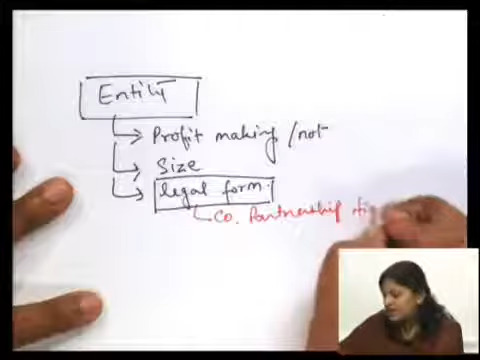 Entity
Profit making / not
Size
legal form.
Co. Partnership